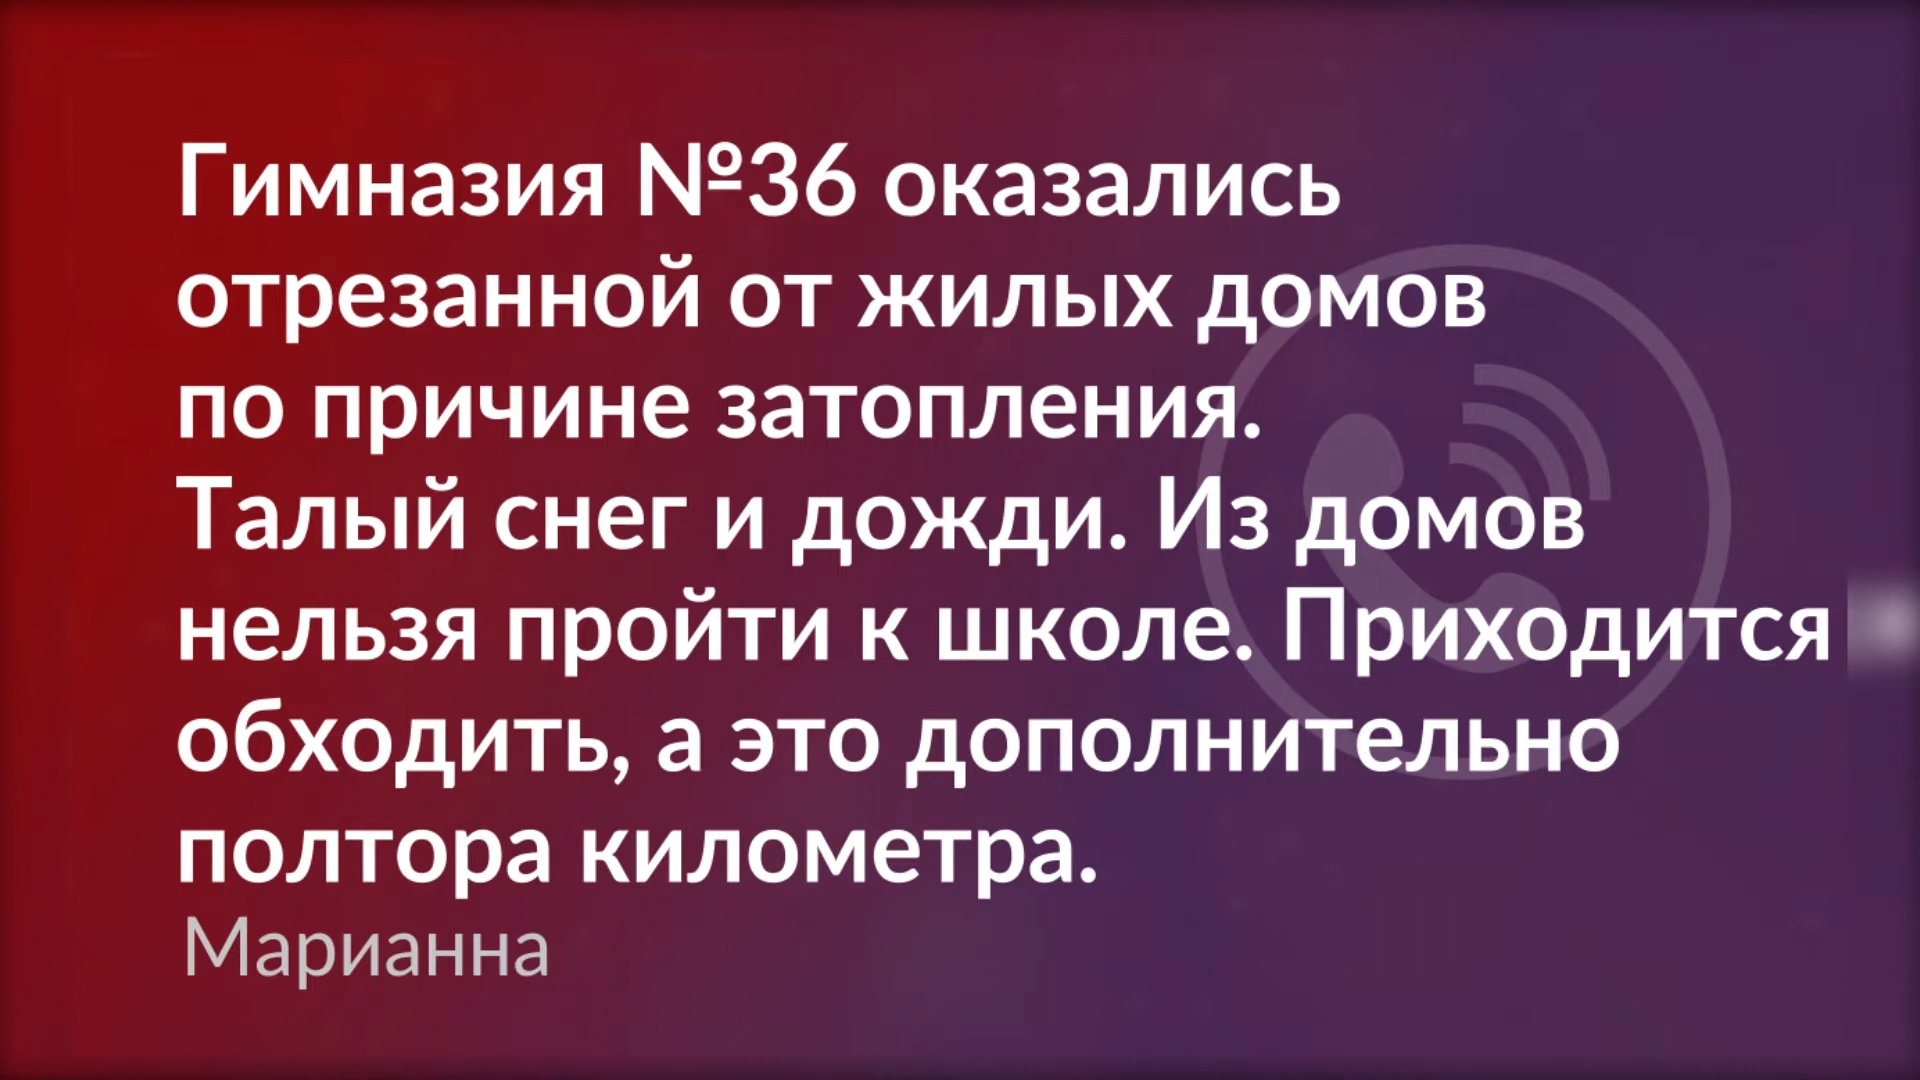 Гимназия №36 оказались
отрезанной от жилых домов
по причине затопления.
Талый снег и дожди. Из домов
нельзя пройти к школе. Приходится
обходить, а это дополнительно
полтора километра.
Марианна